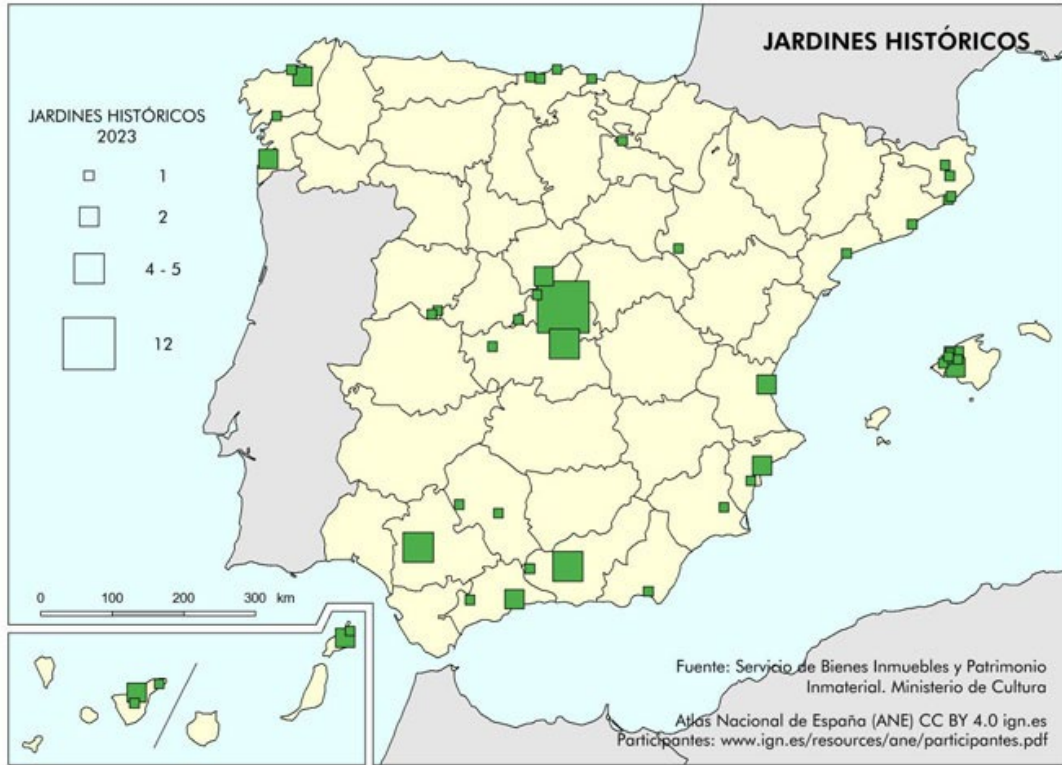 JARDINES HISTÓRICOS
JARDINES HISTÓRICOS
2023
1
2
4 - 5
12
0 100 200 300 km
Fuente: Servicio de Bienes Inmuebles y Patrimonio
Inmaterial. Ministerio de Cultura
Atlas Nacional de España (ANE) CC BY 4.0 ign.es
Participantes: www.ign.es/resources/ane/participantes.pdf